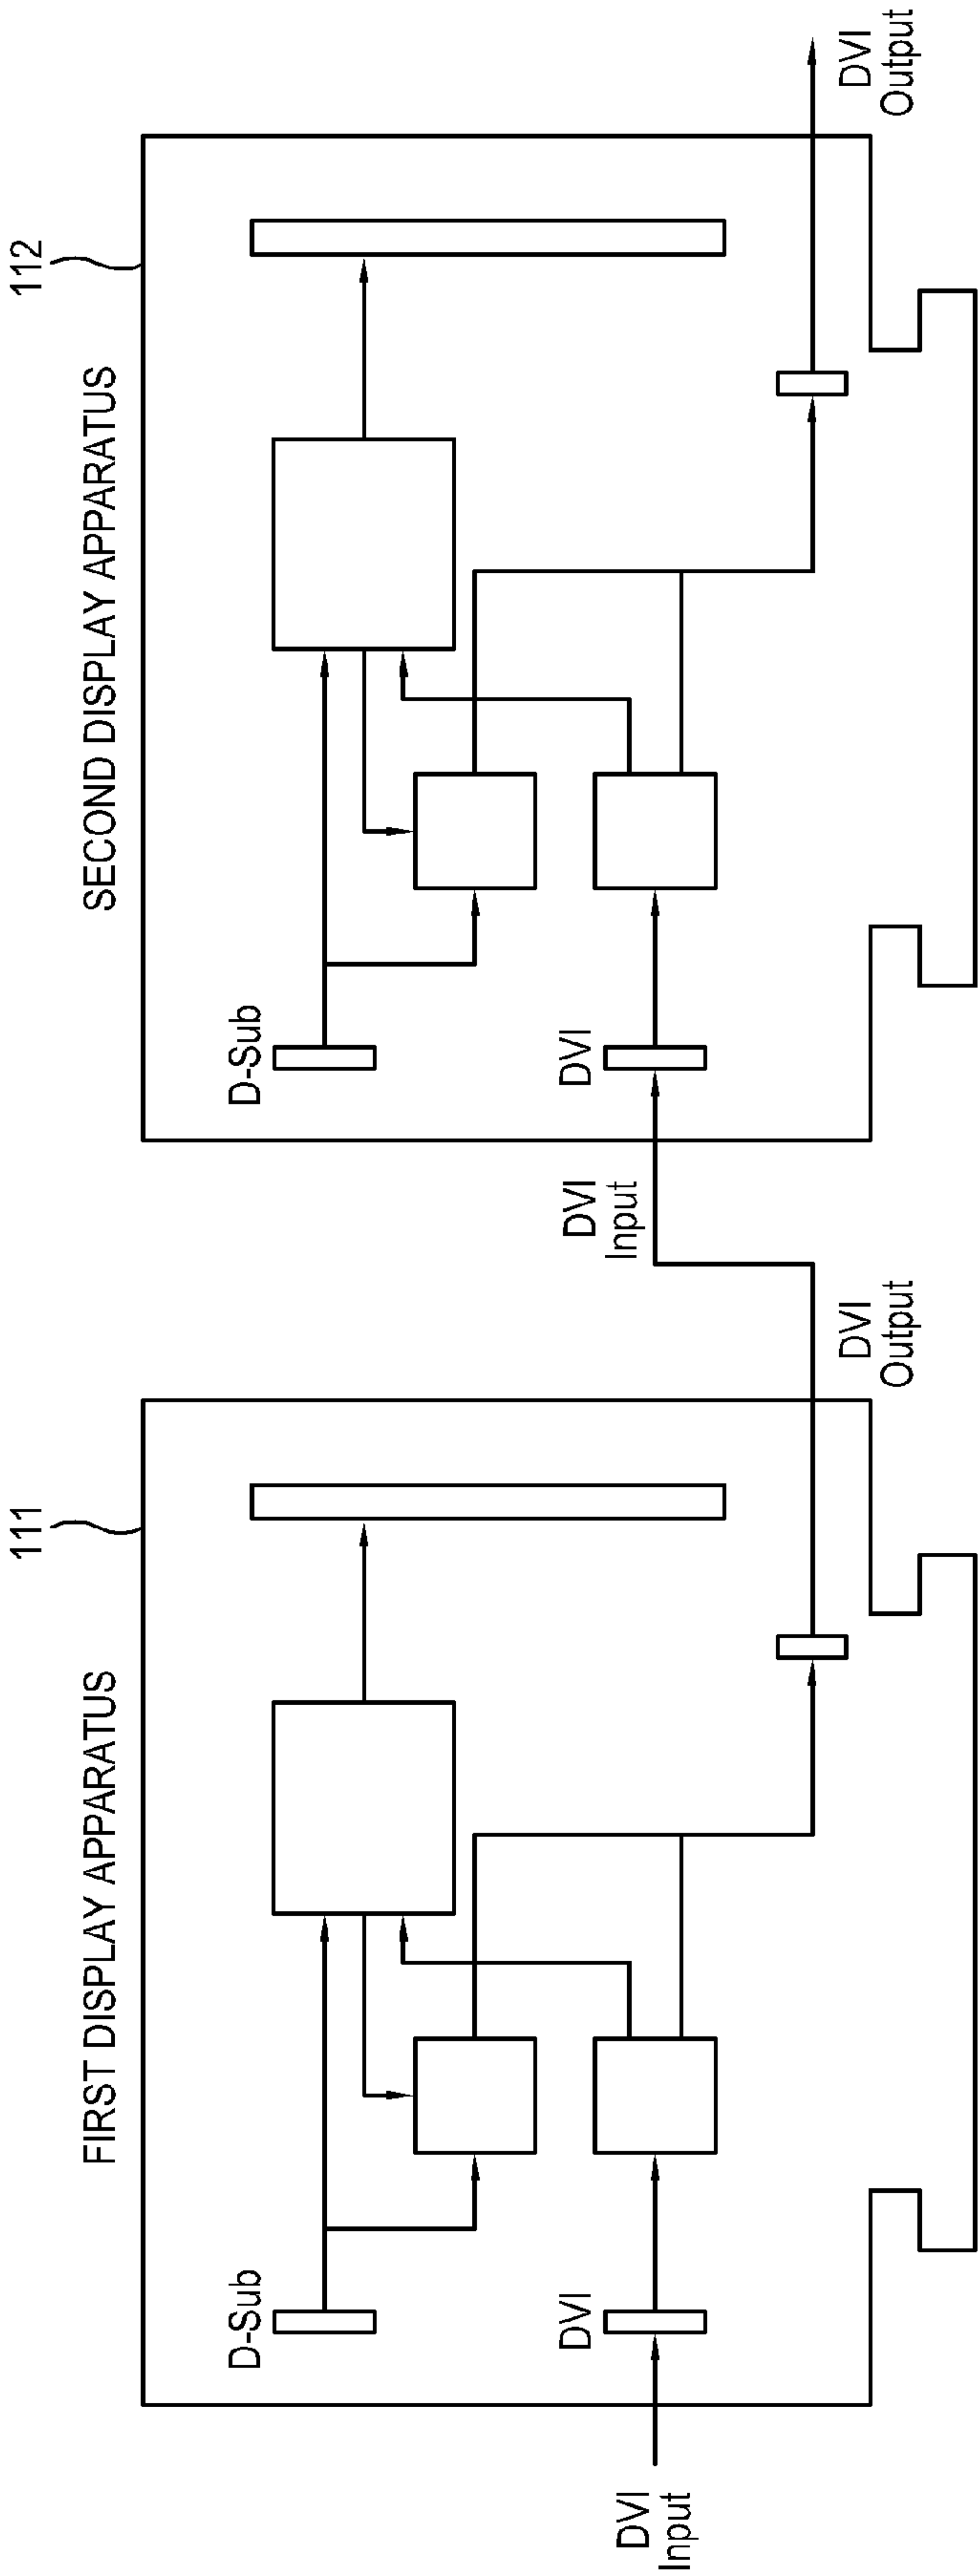 FIRST DISPLAY APPARATUS
111
SECOND DISPLAY APPARATUS
112
D-Sub
D-Sub
DVI
Input
DVI
DVI
Input
DVI
DVI
Output
DVI
Output